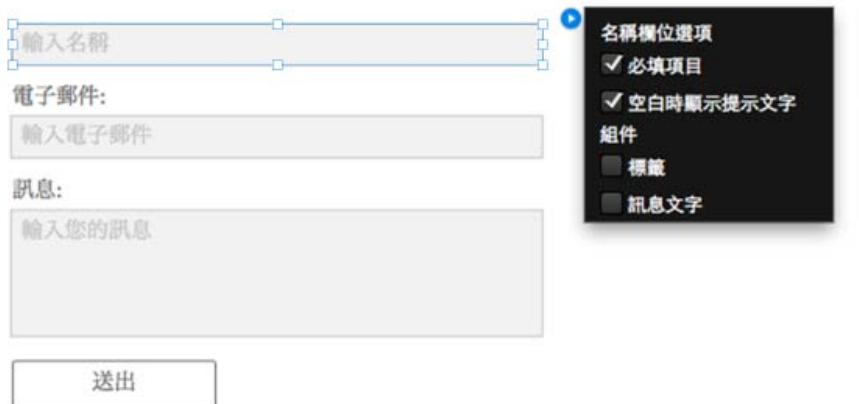 輸入名稱
電子郵件:
輸入電子郵件
訊息:
輸入您的訊息
送出
名稱欄位選項
必填項目
空白時顯示提示文字
組件
標籤
訊息文字